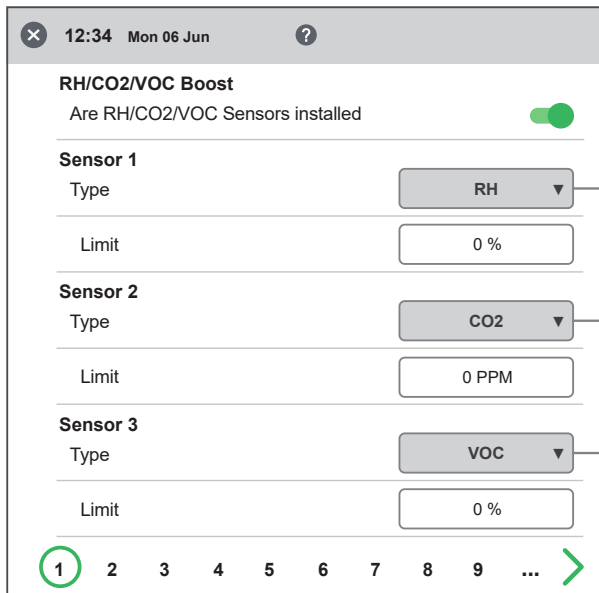 12:34 Mon 06 Jun ?
RH/CO2/VOC Boost
Are RH/CO2/VOC Sensors installed
Sensor 1
Type RH ▼
Limit 0 %
Sensor 2
Type CO2 ▼
Limit 0 PPM
Sensor 3
Type VOC ▼
Limit 0 %
1 2 3 4 5 6 7 8 9 ...